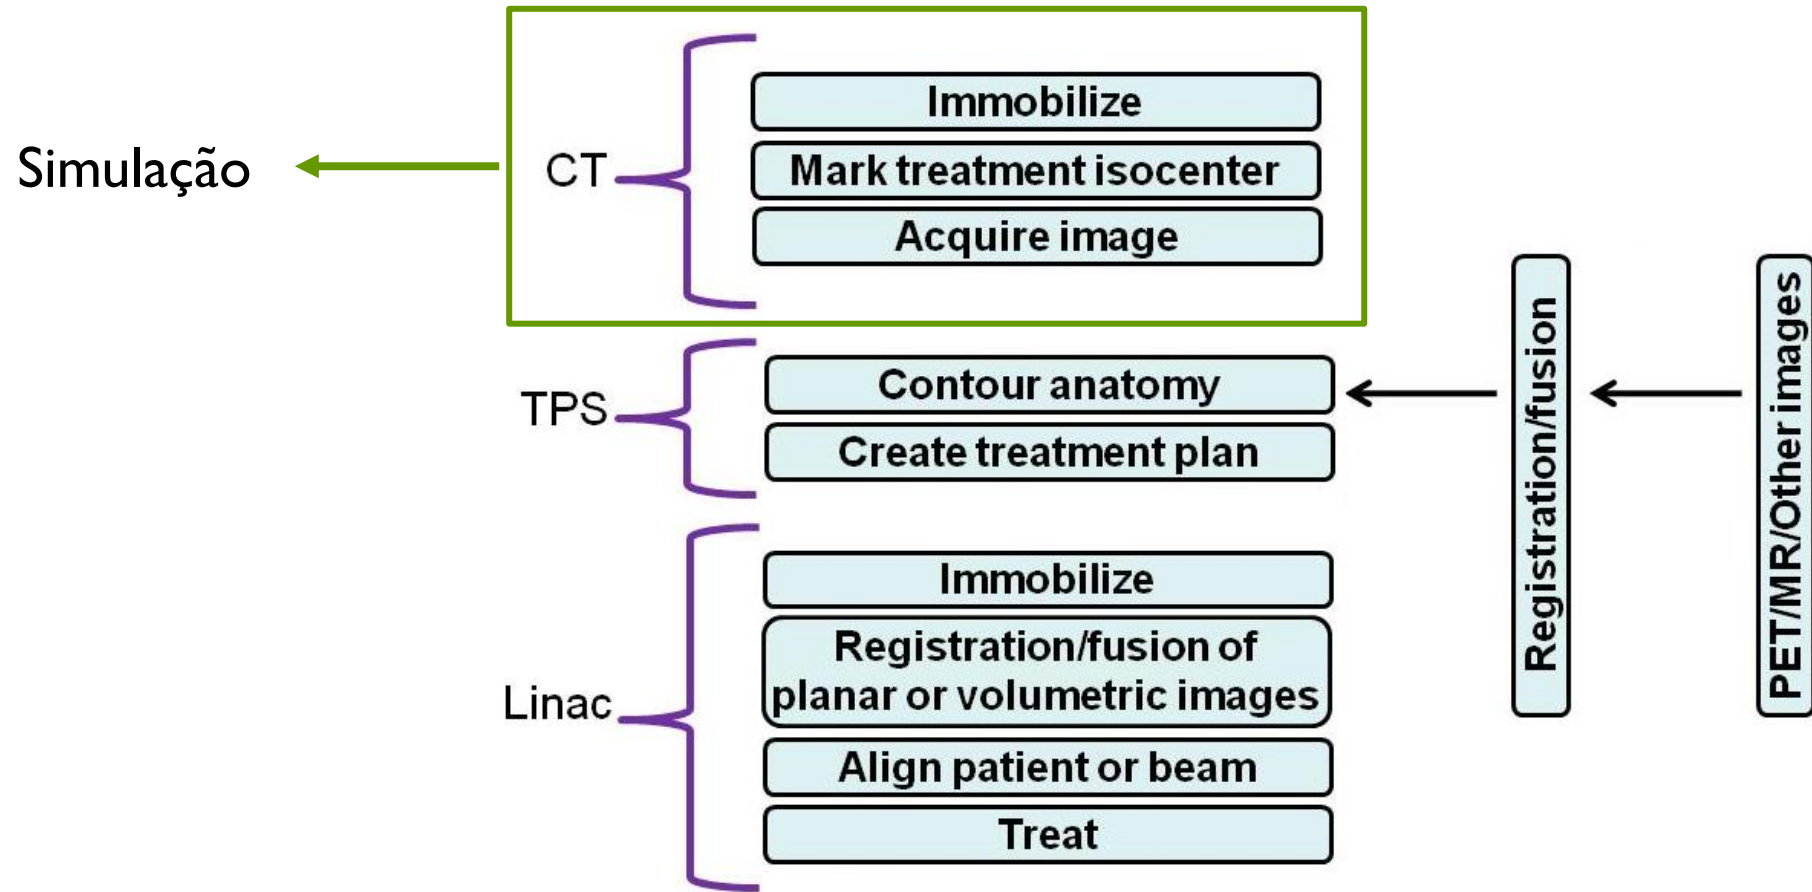 Simulação
CT
Immobilize
Mark treatment isocenter
Acquire image
TPS
Contour anatomy
Create treatment plan
Linac
Immobilize
Registration/fusion of
planar or volumetric images
Align patient or beam
Treat
Registration/fusion
PET/MR/Other images